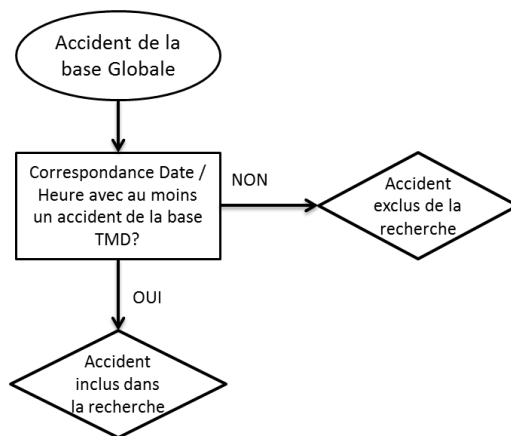 Accident de la
base Globale
Correspondance Date /
Heure avec au moins
un accident de la base
TMD?
NON
Accident
exclus de la
recherche
OUI
Accident
inclus dans
la recherche